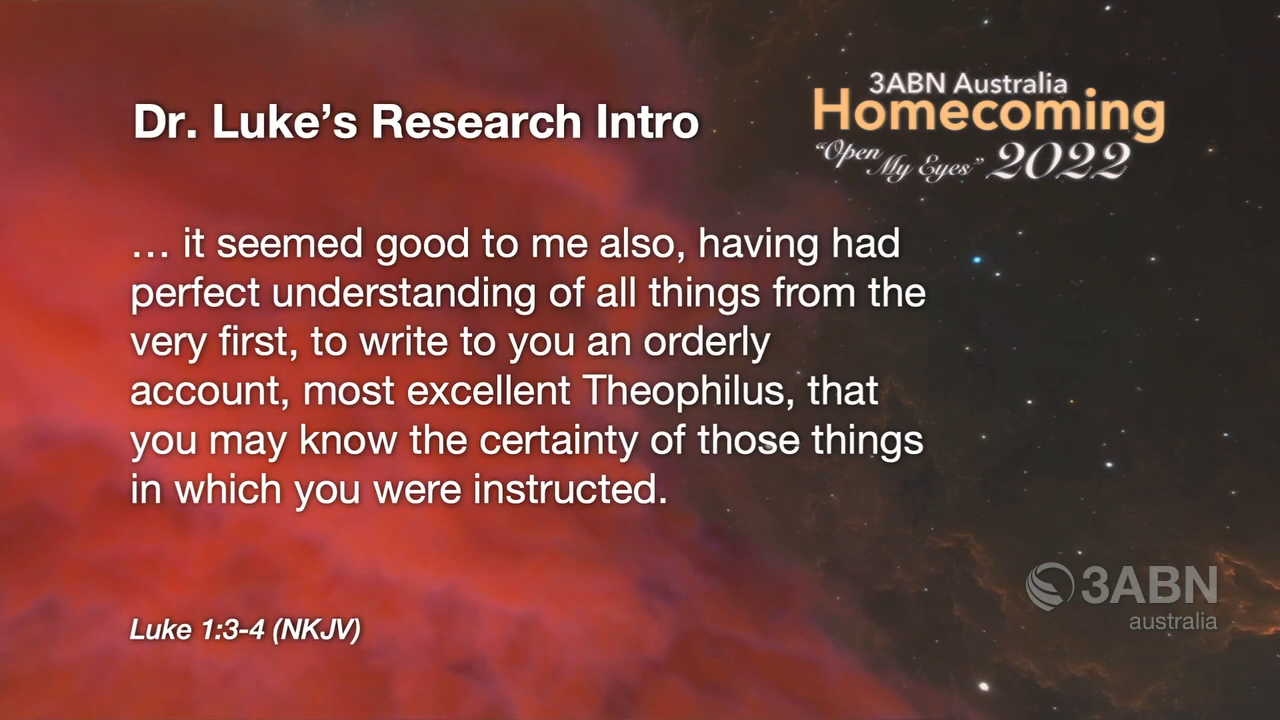 Dr. Luke’s Research Intro
3ABN Australia
Homecoming
“Open My Eyes” 2022
… it seemed good to me also, having had
perfect understanding of all things from the
very first, to write to you an orderly
account, most excellent Theophilus, that
you may know the certainty of those things
in which you were instructed.
Luke 1:3-4 (NKJV)
3ABN
australia